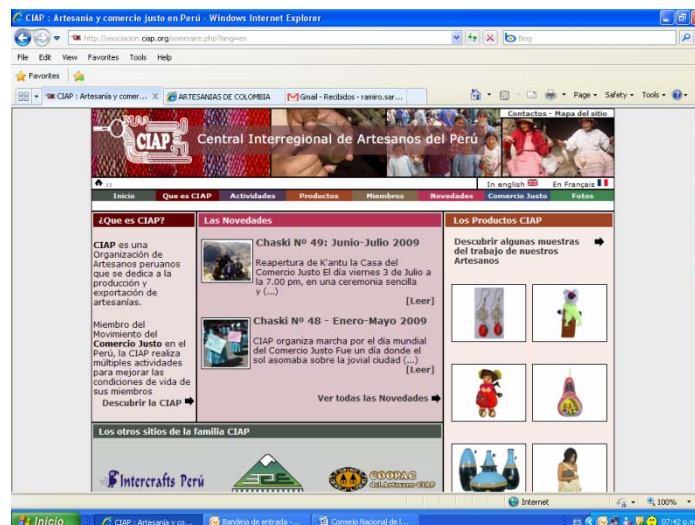 CIAP : Artesanía y comercio justo en Perú - Windows Internet Explorer
http://asociacion.ciap.org/sommaire.php?lang=es
Bing
File Edit View Favorites Tools Help
Favorites
CIAP : Artesanía y comer...
ARTESANIAS DE COLOMBIA
Gmail - Recibidos - ramiro.sar...
Page Safety Tools
Contactos - Mapa del sitio
CIAP
Central Interregional de Artesanos del Perú
In english En Français
Inicio Que es CIAP Actividades Productos Miembros Novedades Comercio Justo Fotos
¿Que es CIAP?
CIAP es una
Organización de
Artesanos peruanos
que se dedica a la
producción y
exportación de
artesanías.
Miembro del
Movimiento del
Comercio Justo en el
Perú, la CIAP realiza
múltiples actividades
para mejorar las
condiciones de vida de
sus miembros
Descubrir la CIAP
Las Novedades
Chaski Nº 49: Junio-Julio 2009
Reapertura de K'antu la Casa del
Comercio Justo El día viernes 3 de Julio a
la 7.00 pm, en una ceremonia sencilla
y (...)
[Leer]
Chaski Nº 48 - Enero-Mayo 2009
CIAP organiza marcha por el día mundial
del Comercio Justo Fue un día donde el
sol asomaba sobre la jovial ciudad (...)
[Leer]
Ver todas las Novedades
Los Productos CIAP
Descubrir algunas muestras
del trabajo de nuestros
Artesanos
Los otros sitios de la familia CIAP
Intercrafts Perú
COOPAC
del Artesano CIAP
Internet
100%
Inicio
CIAP : Artesanía y co...
Bandeja de entrada -...
Consejo Nacional de l...
ES
07:42 p.m.